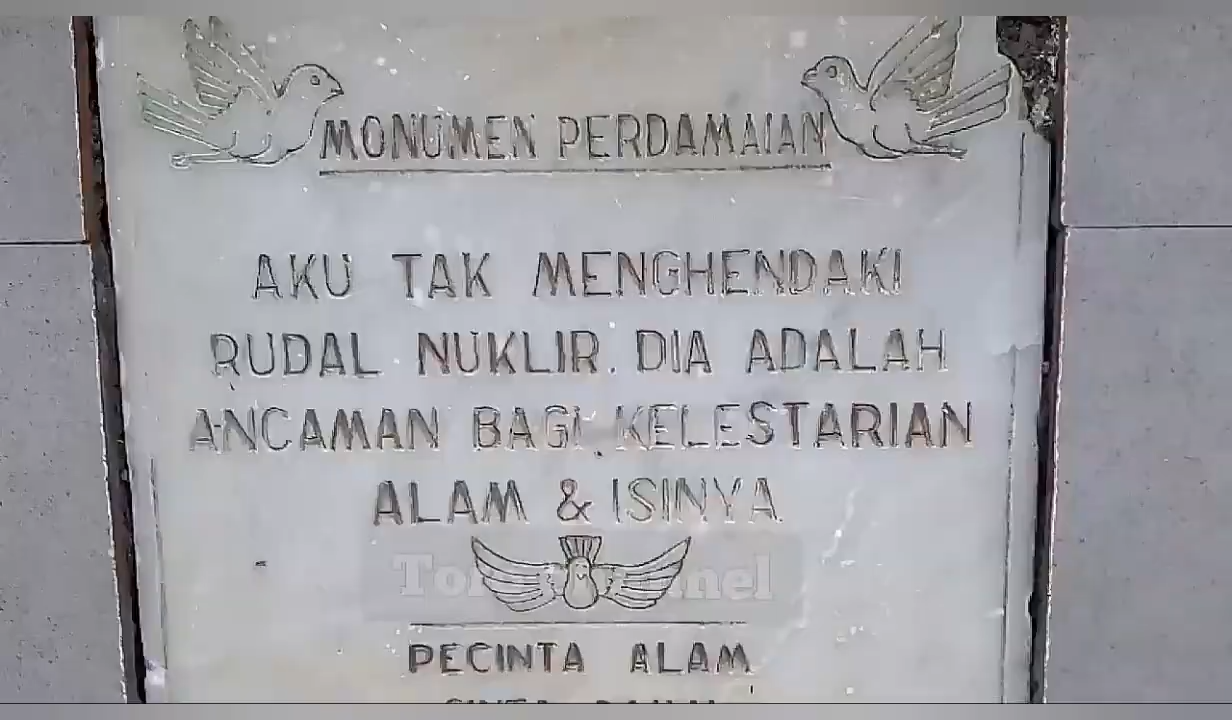 MONUMEN PERDAMAIAN
AKU TAK MENGHENDAKI
RUDAL NUKLIR. DIA ADALAH
ANCAMAN BAGI KELESTARIAN
ALAM & ISINYA
PECINTA ALAM